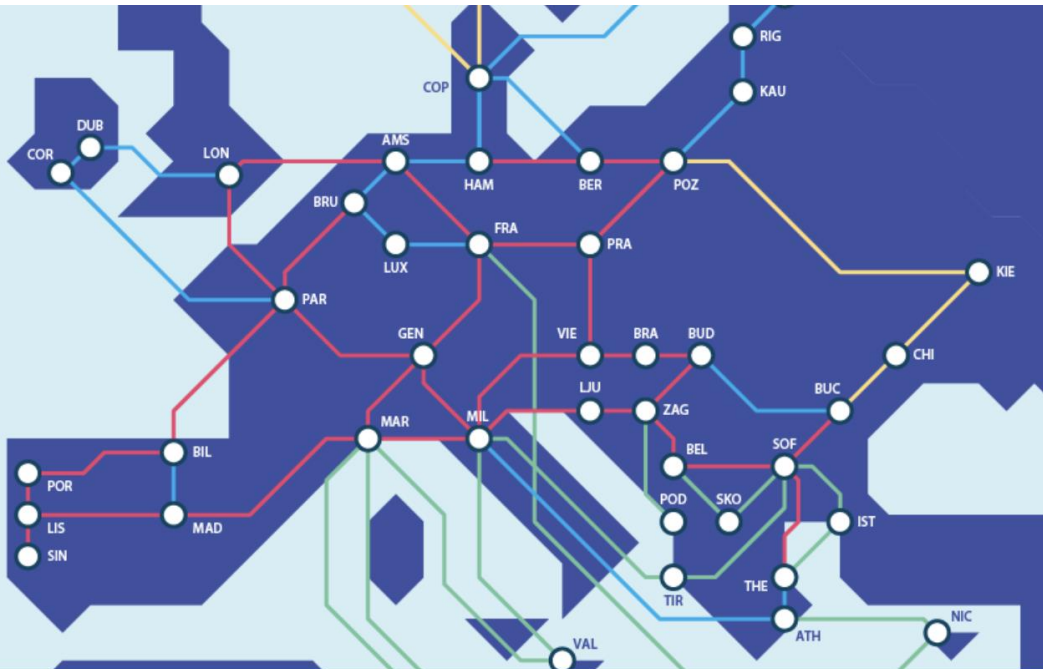 RIG
COP
KAU
DUB
AMS
COR
LON
HAM
BER
POZ
BRU
FRA
PRA
LUX
KIE
PAR
GEN
VIE
BRA
BUD
CHI
LJU
BUC
ZAG
MAR
MIL
BIL
BEL
SOF
POR
POD
SKO
LIS
MAD
IST
SIN
THE
TIR
NIC
ATH
VAL